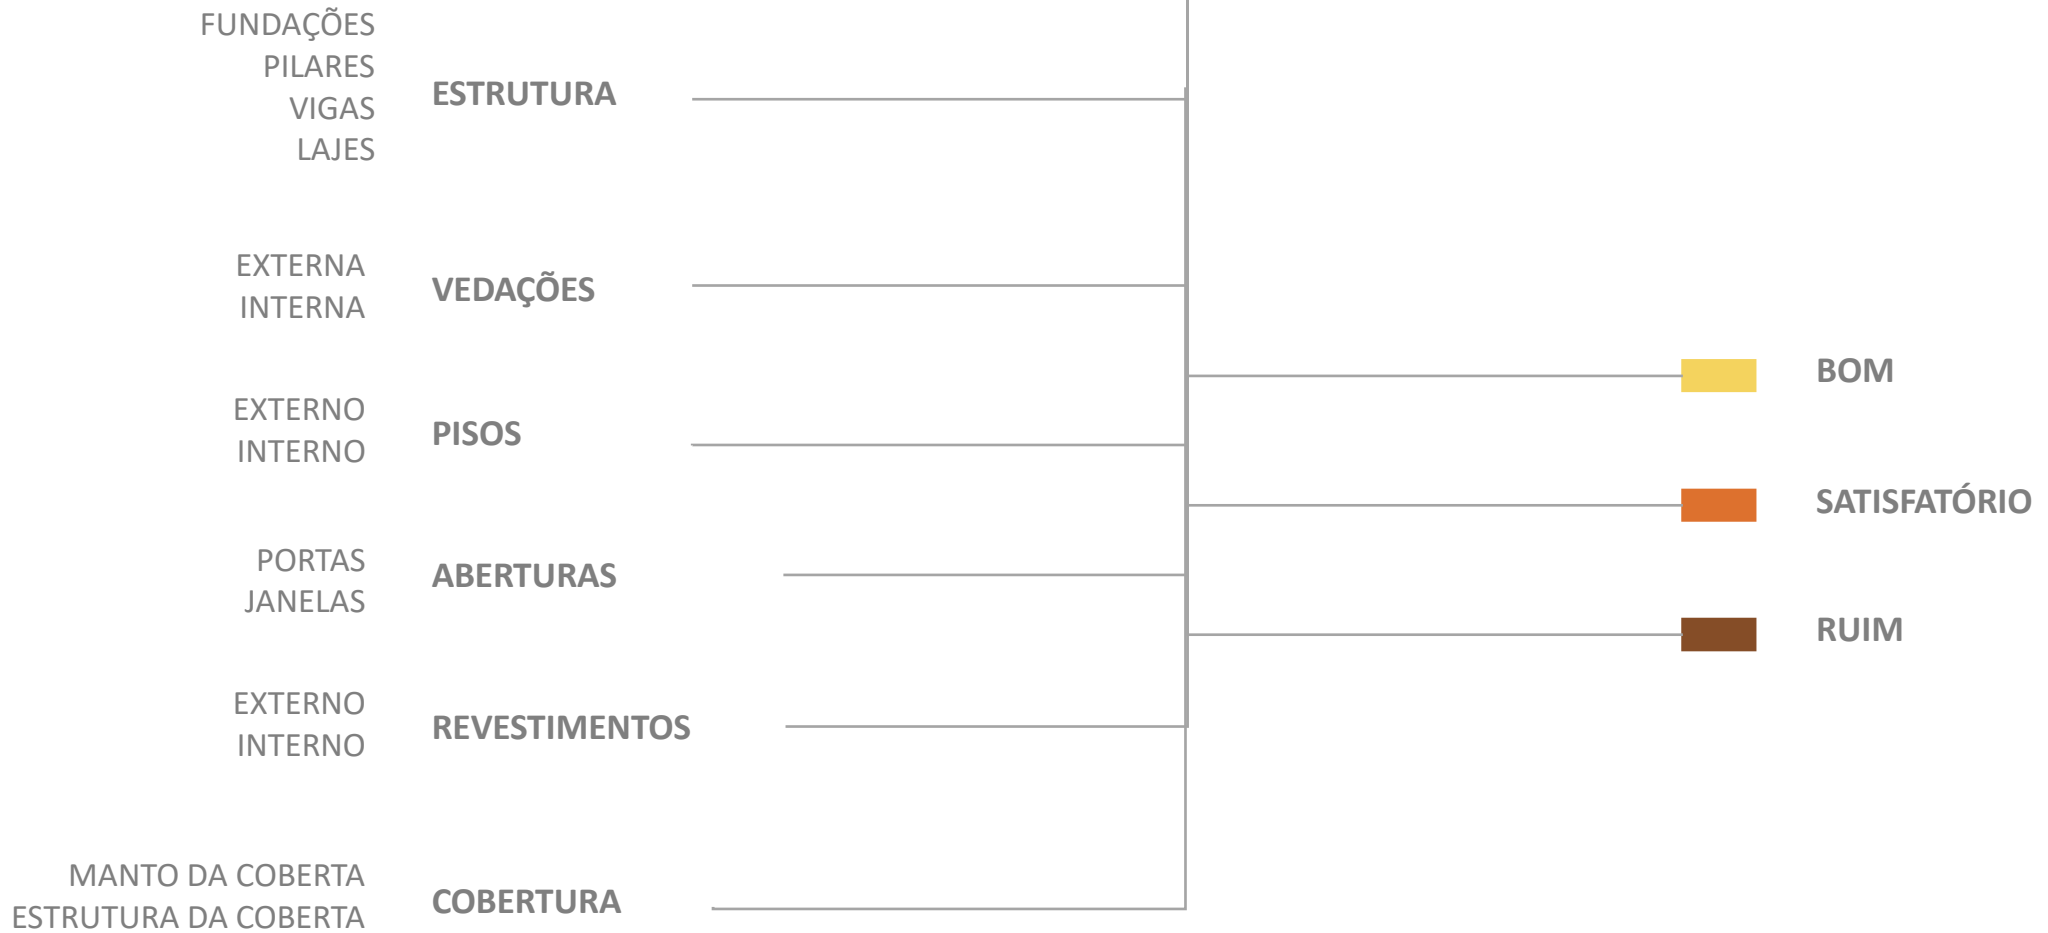 FUNDAÇÕES
PILARES
VIGAS
LAJES
ESTRUTURA
EXTERNA
INTERNA
VEDAÇÕES
EXTERNO
INTERNO
PISOS
PORTAS
JANELAS
ABERTURAS
EXTERNO
INTERNO
REVESTIMENTOS
MANTO DA COBERTA
ESTRUTURA DA COBERTA
COBERTURA
BOM
SATISFATÓRIO
RUIM